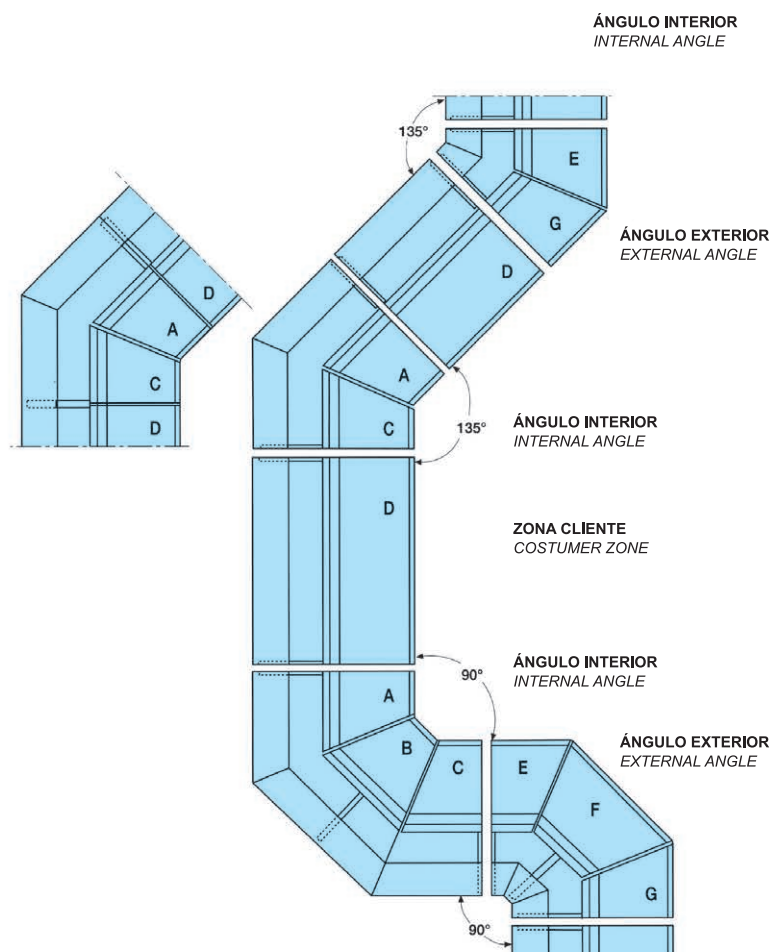 ÁNGULO INTERIOR
INTERNAL ANGLE
135°
E
G
ÁNGULO EXTERIOR
EXTERNAL ANGLE
D
D
A
A
C
C
D
135°
ÁNGULO INTERIOR
INTERNAL ANGLE
D
ZONA CLIENTE
COSTUMER ZONE
90°
ÁNGULO INTERIOR
INTERNAL ANGLE
A
B
C
E
ÁNGULO EXTERIOR
EXTERNAL ANGLE
F
G
90°